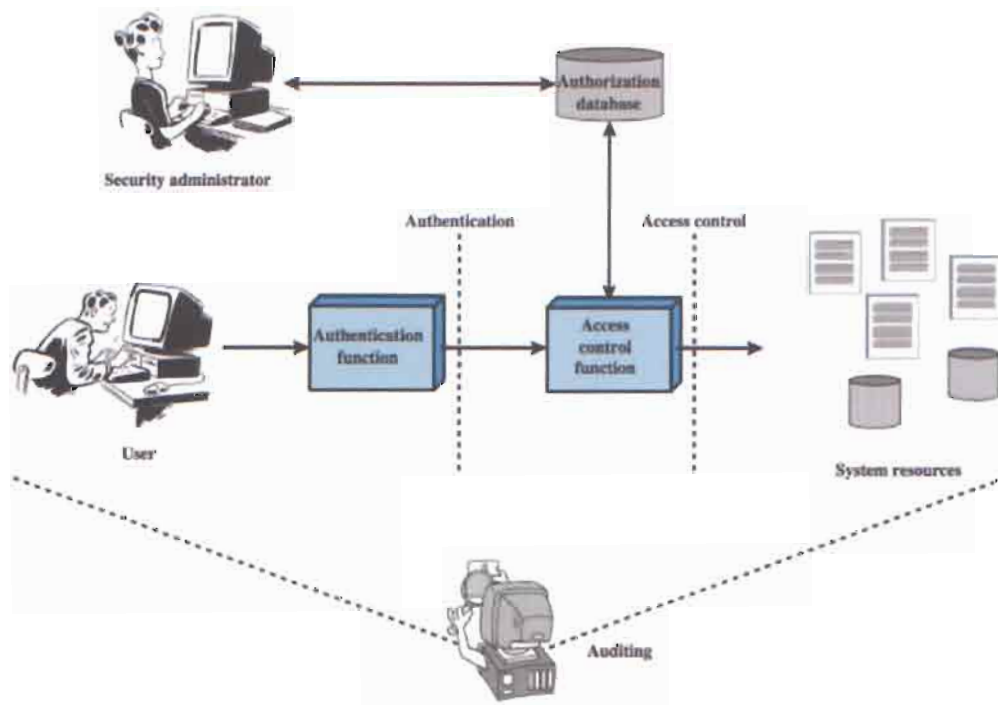 Authorization
database
Security administrator
Authentication
Access control
Authentication
function
Access
control
function
User
System resources
Auditing